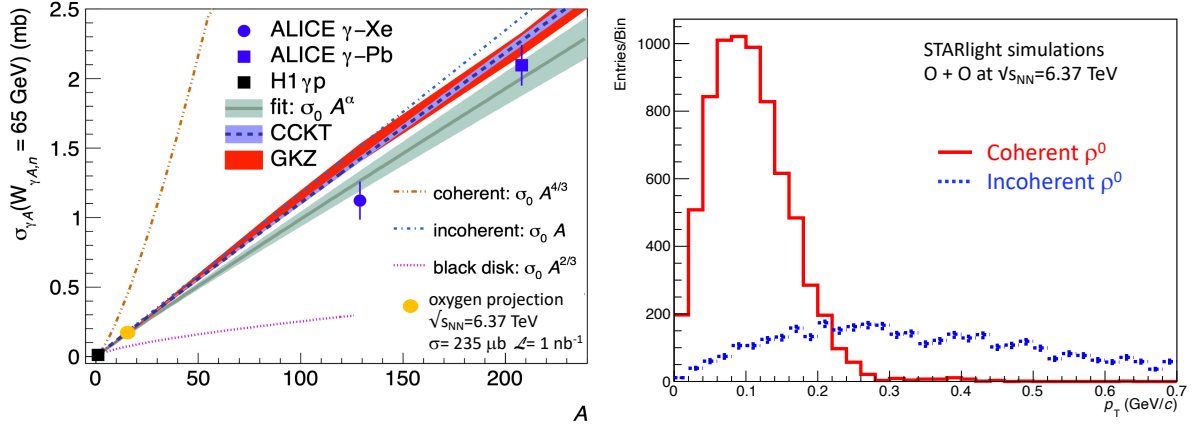 σγA(WγA,n = 65 GeV) (mb)
2.5
2
1.5
1
0.5
0
0
50
100
150
200
A
ALICE γ−Xe
ALICE γ−Pb
H1 γp
fit: σ0 Aα
CCKT
GKZ
coherent: σ0 A4/3
incoherent: σ0 A
black disk: σ0 A2/3
oxygen projection
√sNN=6.37 TeV
σ= 235 μb ℒ= 1 nb-1
Entries/Bin
1000
800
600
400
200
0
0
0.1
0.2
0.3
0.4
0.5
0.6
0.7
pT (GeV/c)
STARlight simulations
O + O at √sNN=6.37 TeV
Coherent ρ0
Incoherent ρ0